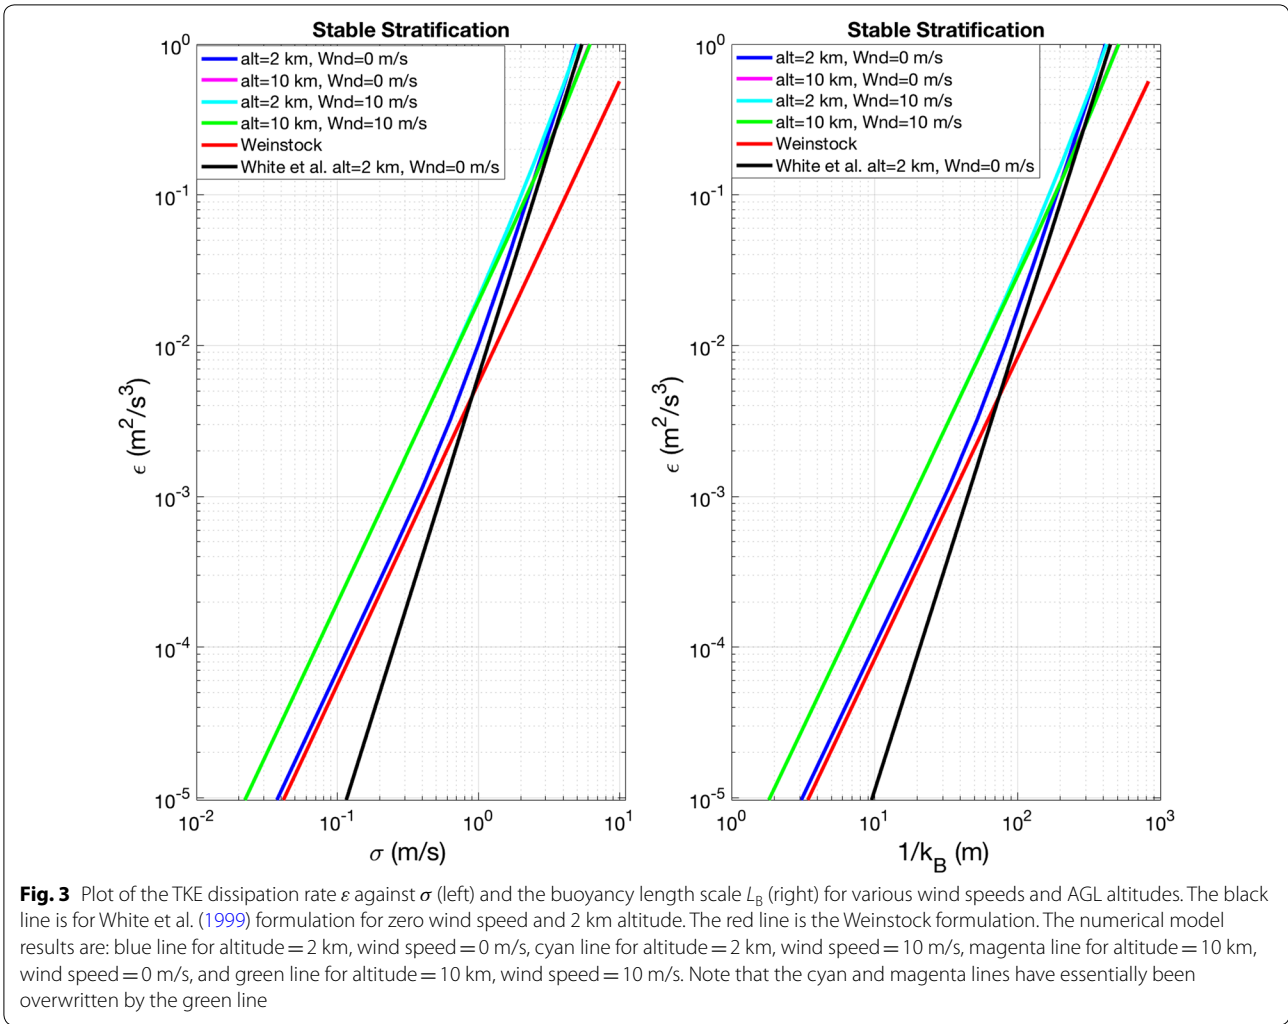 Stable Stratification
10^0
10^-1
10^-2
10^-3
10^-4
10^-5
ϵ (m^2/s^3)
alt=2 km, Wnd=0 m/s
alt=10 km, Wnd=0 m/s
alt=2 km, Wnd=10 m/s
alt=10 km, Wnd=10 m/s
Weinstock
White et al. alt=2 km, Wnd=0 m/s
10^-2 10^-1 10^0 10^1
σ (m/s)
Stable Stratification
10^0
10^-1
10^-2
10^-3
10^-4
10^-5
ϵ (m^2/s^3)
alt=2 km, Wnd=0 m/s
alt=10 km, Wnd=0 m/s
alt=2 km, Wnd=10 m/s
alt=10 km, Wnd=10 m/s
Weinstock
White et al. alt=2 km, Wnd=0 m/s
10^0 10^1 10^2 10^3
1/k_B (m)
Fig. 3 Plot of the TKE dissipation rate ε against σ (left) and the buoyancy length scale L_B (right) for various wind speeds and AGL altitudes. The black
line is for White et al. (1999) formulation for zero wind speed and 2 km altitude. The red line is the Weinstock formulation. The numerical model
results are: blue line for altitude = 2 km, wind speed = 0 m/s, cyan line for altitude = 2 km, wind speed = 10 m/s, magenta line for altitude = 10 km,
wind speed = 0 m/s, and green line for altitude = 10 km, wind speed = 10 m/s. Note that the cyan and magenta lines have essentially been
overwritten by the green line